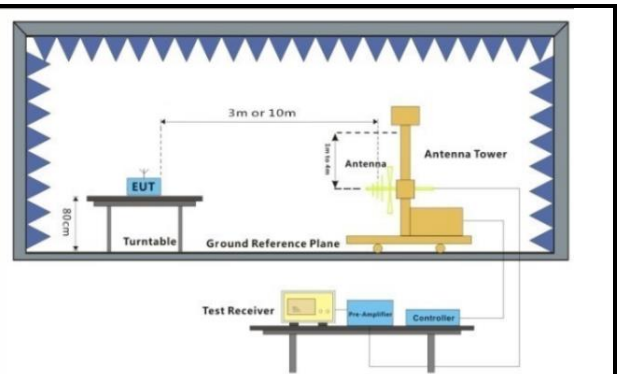 3m or 10m
1m to 4m
Antenna
Antenna Tower
EUT
80cm
Turntable
Ground Reference Plane
Test Receiver
Pre-Amplifier
Controller